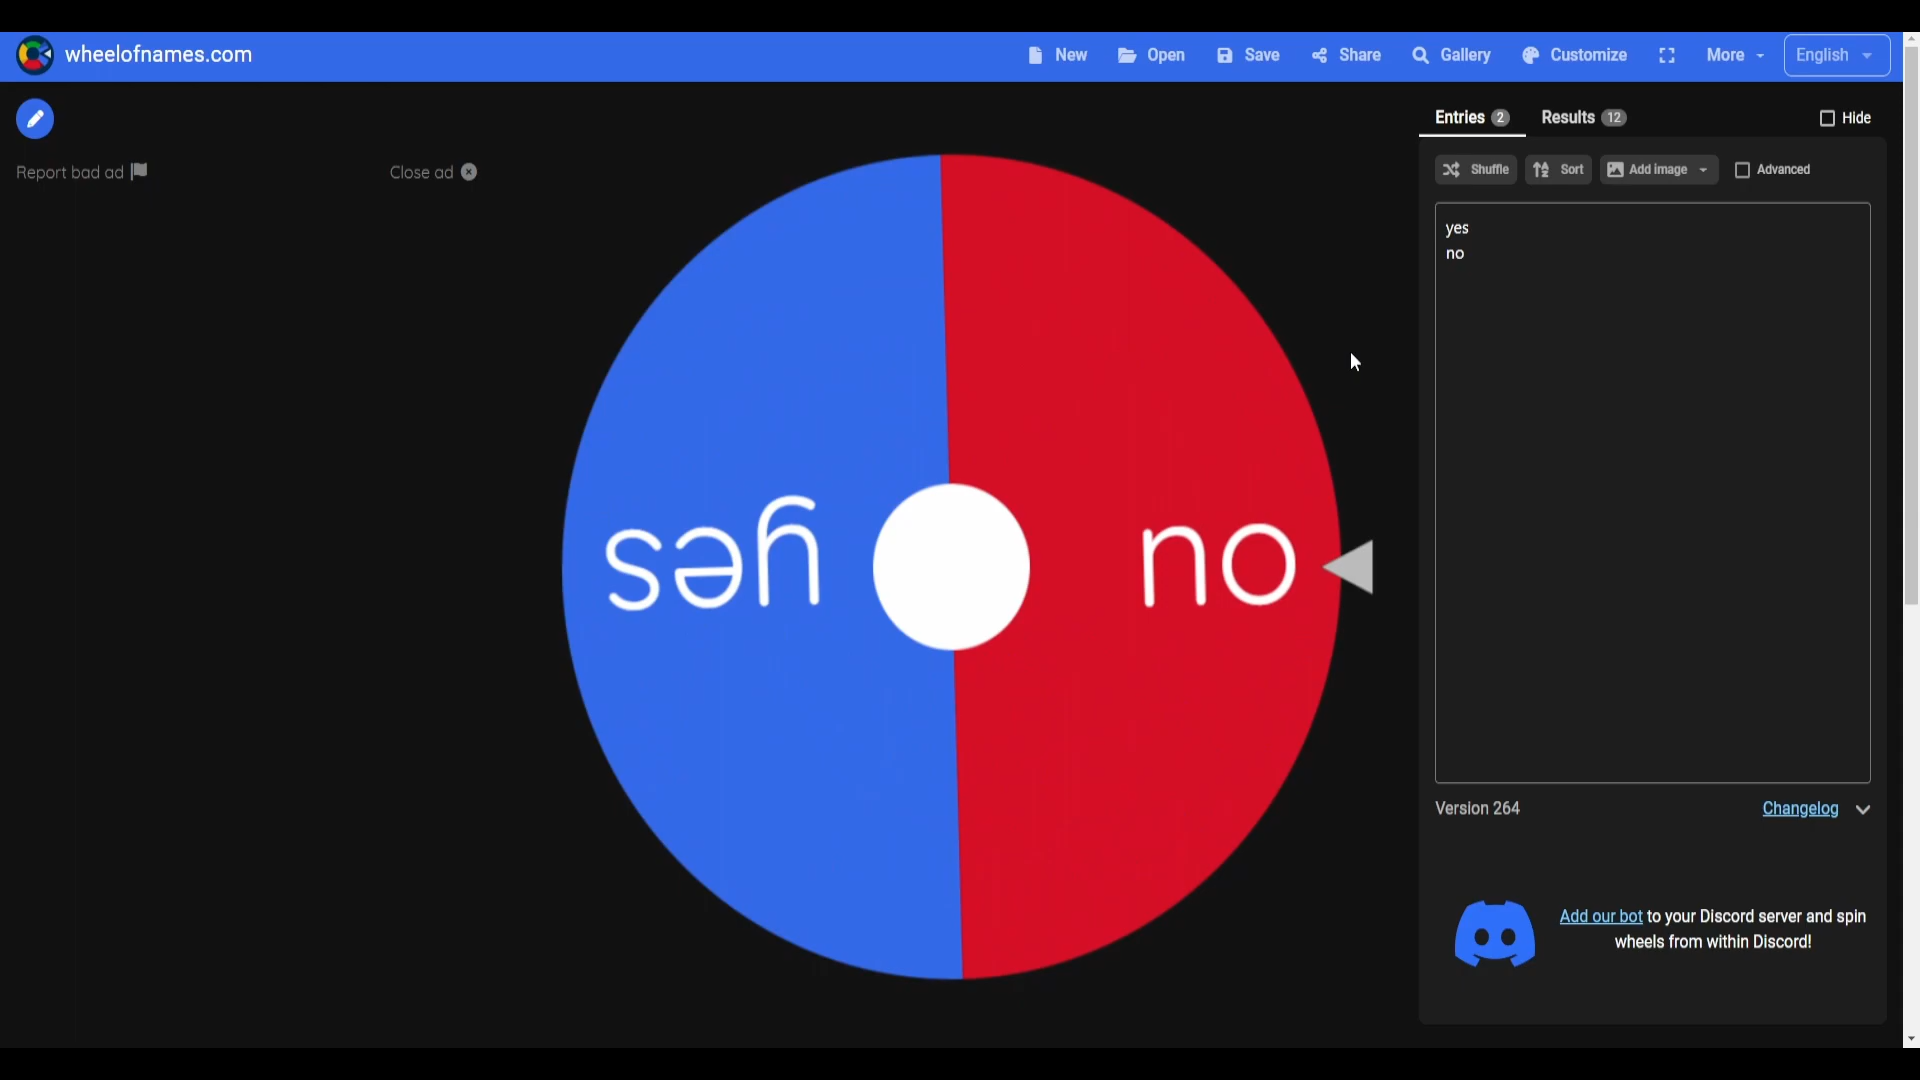 wheelofnames.com
New
Open
Save
Share
Gallery
Customize
More
English
Entries 2
Results 12
Hide
Report bad ad
Close ad
Shuffle
Sort
Add image
Advanced
yes
no
yes
no
Version 264
Changelog
Add our bot to your Discord server and spin
wheels from within Discord!